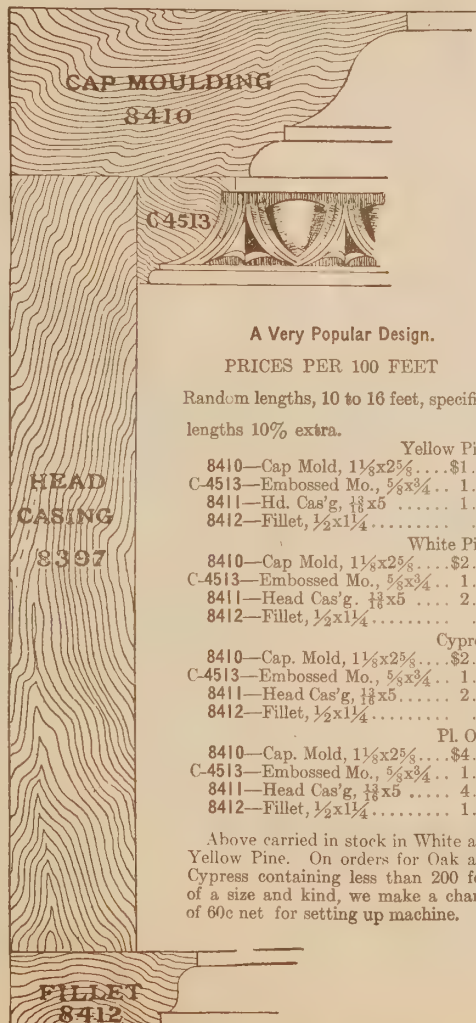 CAP MOULDING
8410
C4513
A Very Popular Design.
PRICES PER 100 FEET
Random lengths, 10 to 16 feet, specifi
lengths 10% extra.
Yellow Pi
8410—Cap Mold, 1⅛x2⅝....$1.
C-4513—Embossed Mo., ⅝x¾.. 1.
8411—Hd. Cas'g, 13/16x5 ...... 1.
8412—Fillet, ½x1¼.........
White Pi
8410—Cap Mold, 1⅛x2⅝....$2.
C-4513—Embossed Mo., ⅝x¾.. 1.
8411—Head Cas'g. 13/16x5 .... 2.
8412—Fillet, ½x1¼......... .
Cypre
8410—Cap. Mold, 1⅛x2⅝....$2.
C-4513—Embossed Mo., ⅝x¾.. 1.
8411—Head Cas'g, 13/16x5...... 2.
8412—Fillet, ½x1¼.........
Pl. O
8410—Cap. Mold, 1⅛x2⅝....$4.
C-4513—Embossed Mo., ⅝x¾.. 1.
8411—Head Cas'g, 13/16x5 ..... 4.
8412—Fillet, ½x1¼......... 1.
Above carried in stock in White a
Yellow Pine. On orders for Oak a
Cypress containing less than 200 fe
of a size and kind, we make a char
of 60c net for setting up machine.
HEAD
CASING
8397
FILLET
8412